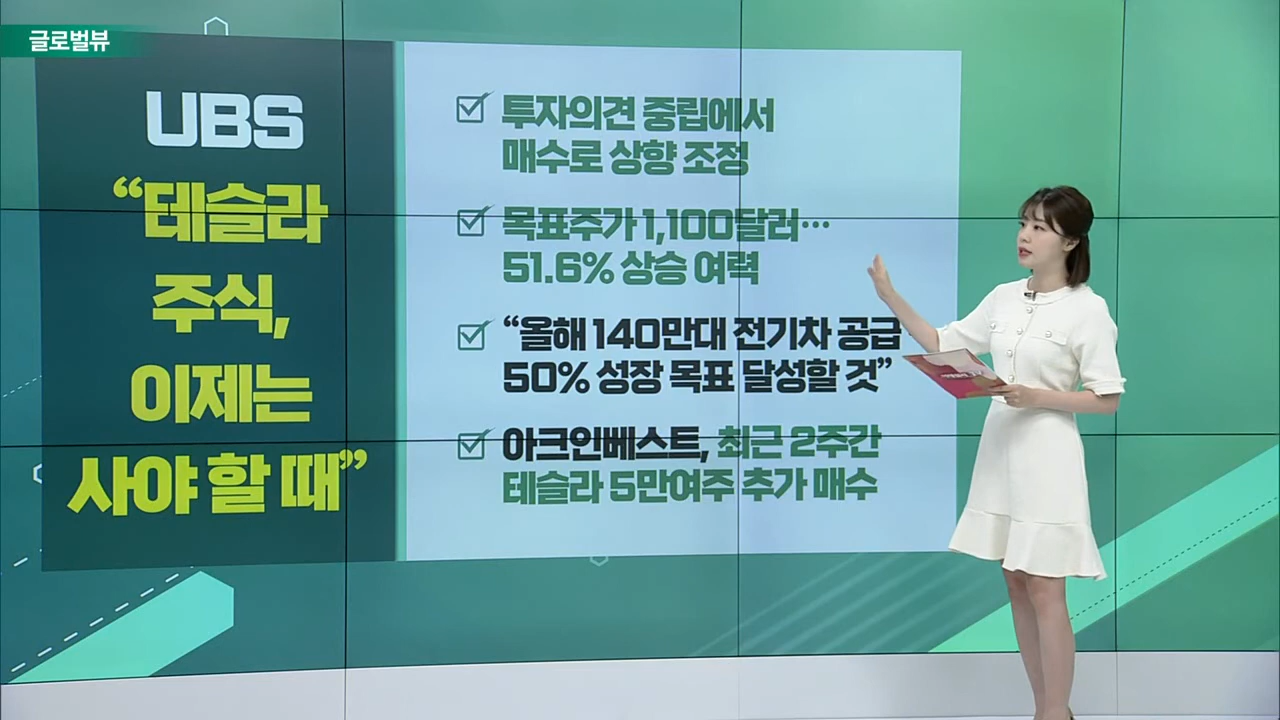 글로벌뷰
UBS
“테슬라
주식,
이제는
사야 할 때”
투자의견 중립에서
매수로 상향 조정
목표주가 1,100달러…
51.6% 상승 여력
“올해 140만대 전기차 공급
50% 성장 목표 달성할 것”
아크인베스트, 최근 2주간
테슬라 5만여주 추가 매수